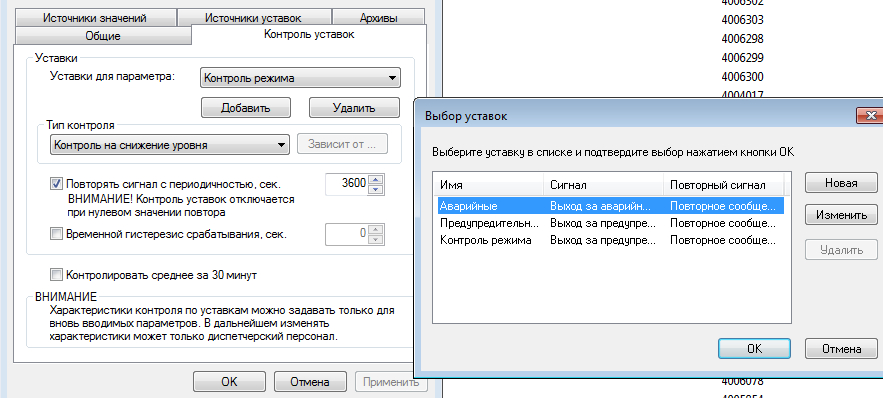 Источники значений Источники уставок Архивы
Общие Контроль уставок
Уставки
Уставки для параметра: Контроль режима
Добавить Удалить
Тип контроля
Контроль на снижение уровня Зависит от ...
Повторять сигнал с периодичностью, сек. 3600
ВНИМАНИЕ! Контроль уставок отключается
при нулевом значении повтора
Временной гистерезис срабатывания, сек. 0
Контролировать среднее за 30 минут
ВНИМАНИЕ
Характеристики контроля по уставкам можно задавать только для
вновь вводимых параметров. В дальнейшем изменять
характеристики может только диспетчерский персонал.
OK Отмена Применить
4006302
4006303
4006298
4006299
4006300
4004017
Выбор уставок
Выберите уставку в списке и подтвердите выбор нажатием кнопки OK
Имя Сигнал Повторный сигнал
Аварийные Выход за аварийн... Повторное сообще...
Предупредительн... Выход за предупре... Повторное сообще...
Контроль режима Выход за предупре... Повторное сообще...
Новая
Изменить
Удалить
OK Отмена
4006078